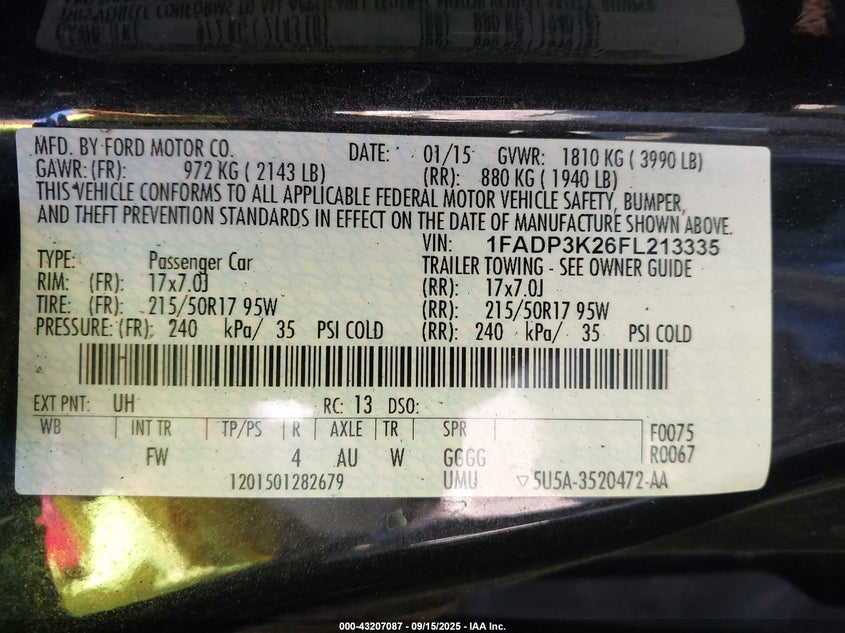 MFD. BY FORD MOTOR CO. DATE: 01/15 GVWR: 1810 KG ( 3990 LB)
GAWR: (FR): 972 KG ( 2143 LB) (RR): 880 KG ( 1940 LB)
THIS VEHICLE CONFORMS TO ALL APPLICABLE FEDERAL MOTOR VEHICLE SAFETY, BUMPER,
AND THEFT PREVENTION STANDARDS IN EFFECT ON THE DATE OF MANUFACTURE SHOWN ABOVE.
VIN: 1FADP3K26FL213335
TYPE: Passenger Car TRAILER TOWING - SEE OWNER GUIDE
RIM: (FR): 17x7.0J (RR): 17x7.0J
TIRE: (FR): 215/50R17 95W (RR): 215/50R17 95W
PRESSURE: (FR): 240 kPa/ 35 PSI COLD (RR): 240 kPa/ 35 PSI COLD
EXT PNT: UH RC: 13 DSO:
WB INT TR TP/PS R AXLE TR SPR F0075
FW 4 AU W GGGG R0067
1201501282679 UMU ▽5U5A-3520472-AA
000-43207087 - 09/15/2025 - IAA Inc.